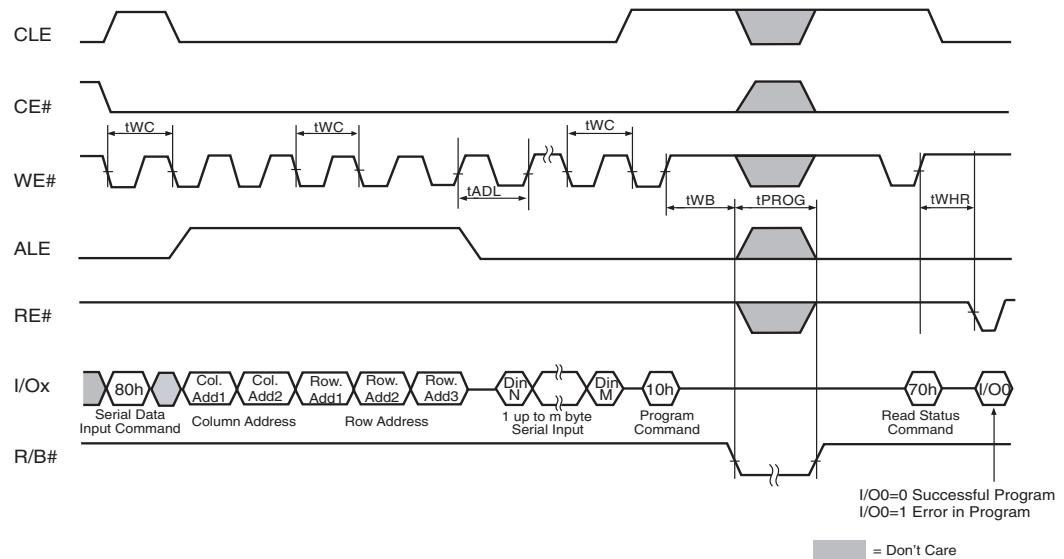 CLE
CE#
tWC tWC tWC
WE#
tADL
tWB tPROG tWHR
ALE
RE#
I/Ox
80h
Col. Add1
Col. Add2
Row. Add1
Row. Add2
Row. Add3
Din N
Din M
10h
70h
I/O0
Serial Data
Input Command
Column Address
Row Address
1 up to m byte
Serial Input
Program
Command
Read Status
Command
R/B#
I/O0=0 Successful Program
I/O0=1 Error in Program
= Don't Care